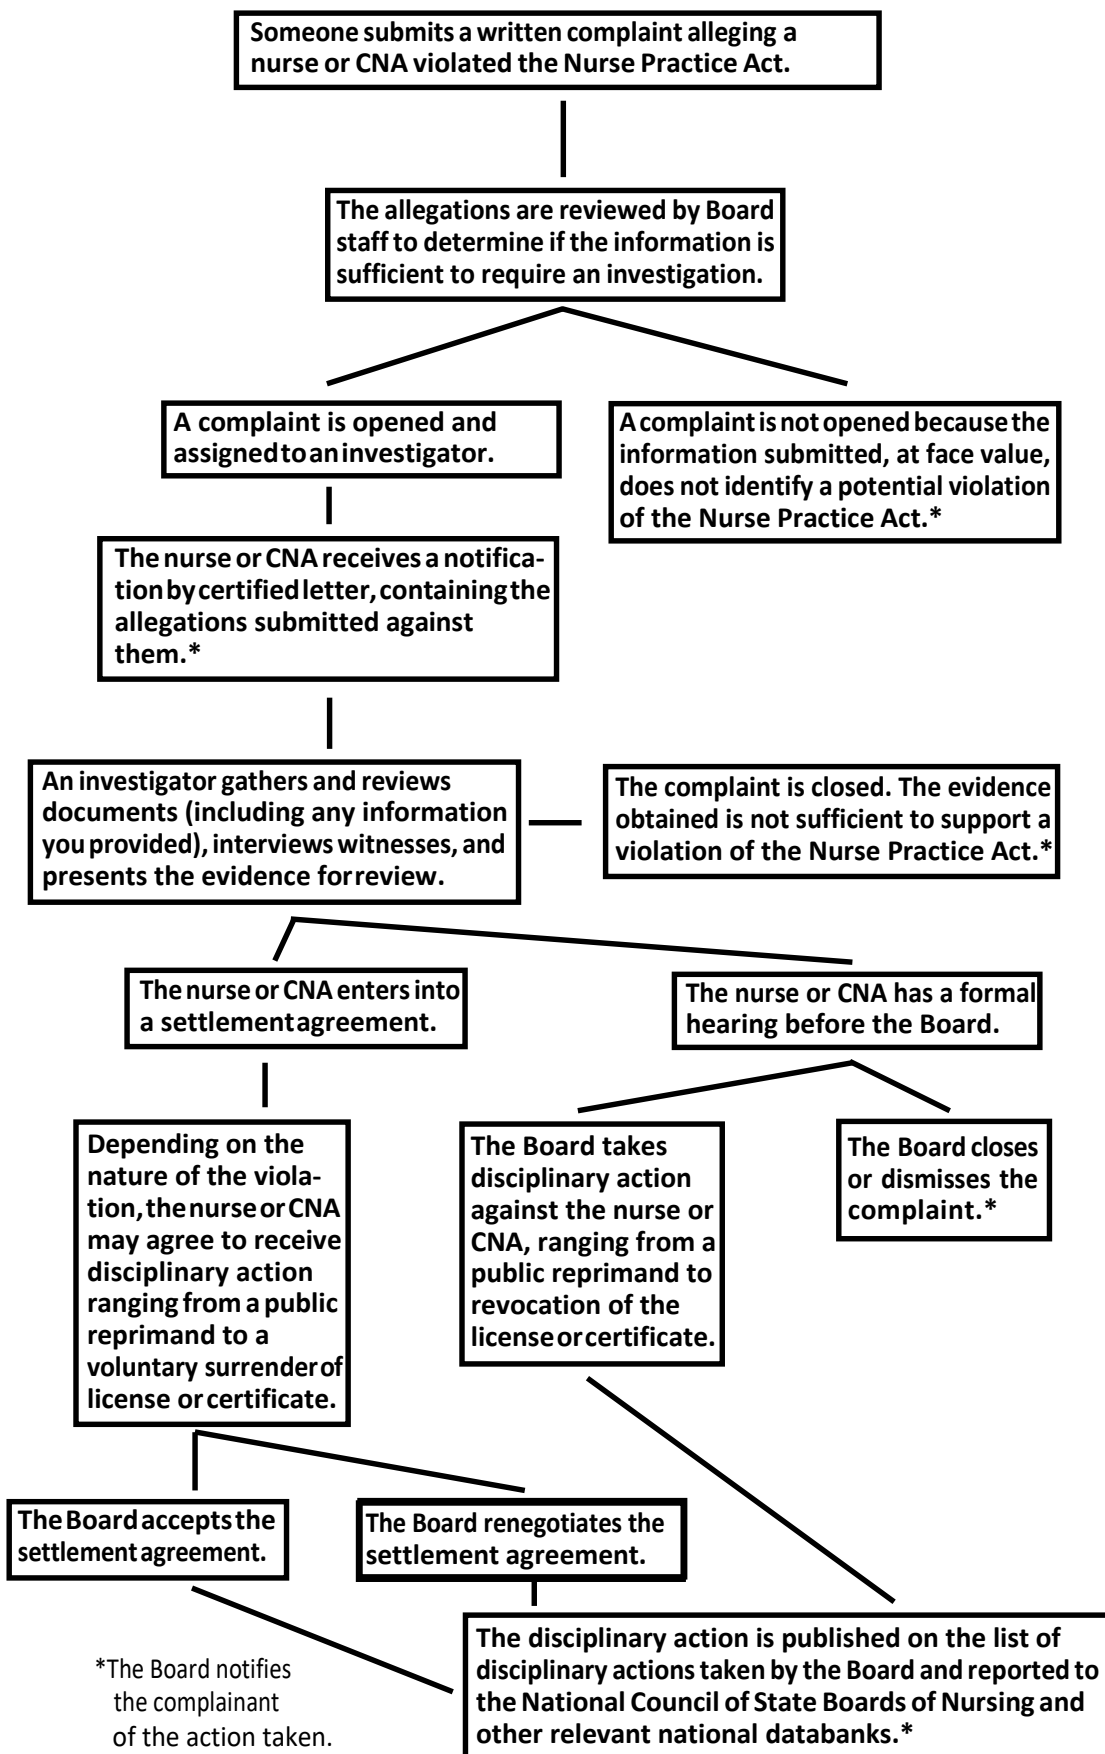 Someone submits a written complaint alleging a
nurse or CNA violated the Nurse Practice Act.
The allegations are reviewed by Board
staff to determine if the information is
sufficient to require an investigation.
A complaint is opened and
assigned to an investigator.
A complaint is not opened because the
information submitted, at face value,
does not identify a potential violation
of the Nurse Practice Act.*
The nurse or CNA receives a notifica-
tion by certified letter, containing the
allegations submitted against
them.*
An investigator gathers and reviews
documents (including any information
you provided), interviews witnesses, and
presents the evidence for review.
The complaint is closed. The evidence
obtained is not sufficient to support a
violation of the Nurse Practice Act.*
The nurse or CNA enters into
a settlement agreement.
The nurse or CNA has a formal
hearing before the Board.
Depending on the
nature of the viola-
tion, the nurse or CNA
may agree to receive
disciplinary action
ranging from a public
reprimand to a
voluntary surrender of
license or certificate.
The Board takes
disciplinary action
against the nurse or
CNA, ranging from a
public reprimand to
revocation of the
license or certificate.
The Board closes
or dismisses the
complaint.*
The Board accepts the
settlement agreement.
The Board renegotiates the
settlement agreement.
The disciplinary action is published on the list of
disciplinary actions taken by the Board and reported to
the National Council of State Boards of Nursing and
other relevant national databanks.*
*The Board notifies
the complainant
of the action taken.